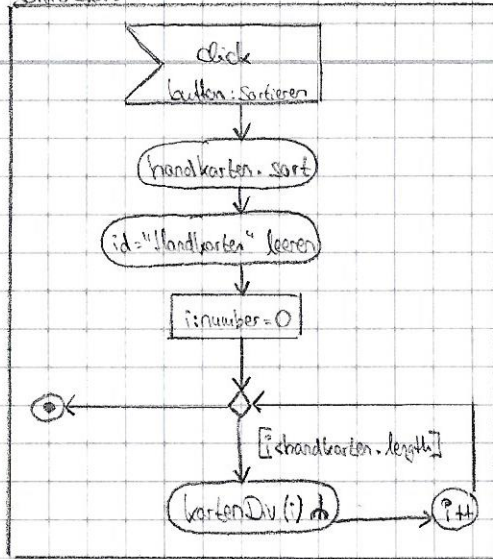 click
button: Sortieren
handkarten.sort
id="Handkarten" leeren
i:number=0
[i<handkarten.length]
kartenDiv(i)
i++